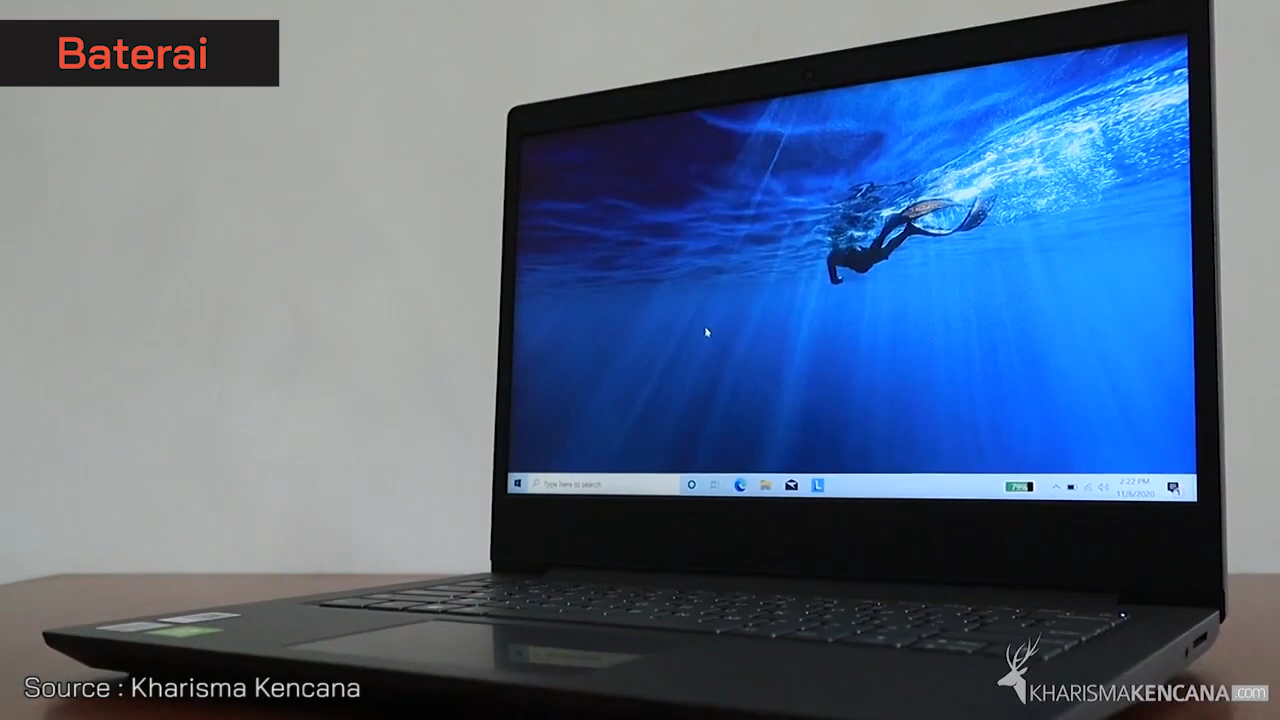 Baterai
Type here to search
79%
2:22 PM
11/6/2020
Source : Kharisma Kencana
KHARISMAKENCANA.com